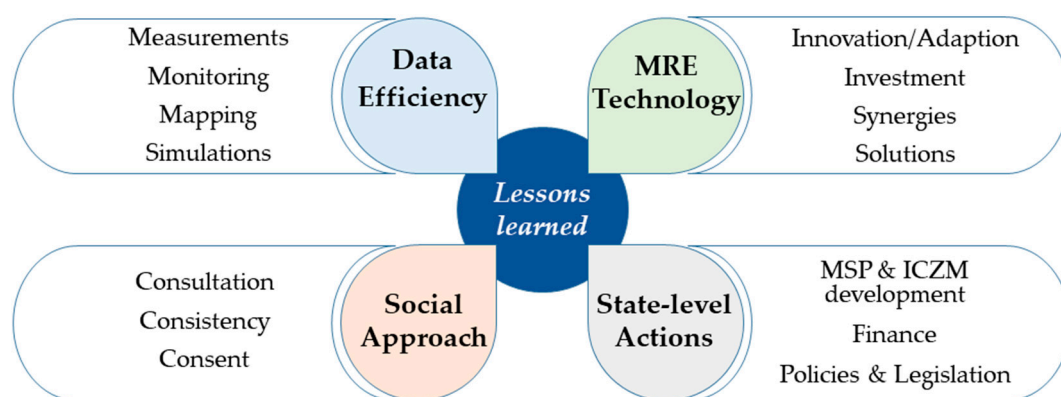 Measurements
Monitoring
Mapping
Simulations
Data
Efficiency
MRE
Technology
Innovation/Adaption
Investment
Synergies
Solutions
Lessons
learned
Consultation
Consistency
Consent
Social
Approach
State-level
Actions
MSP & ICZM
development
Finance
Policies & Legislation